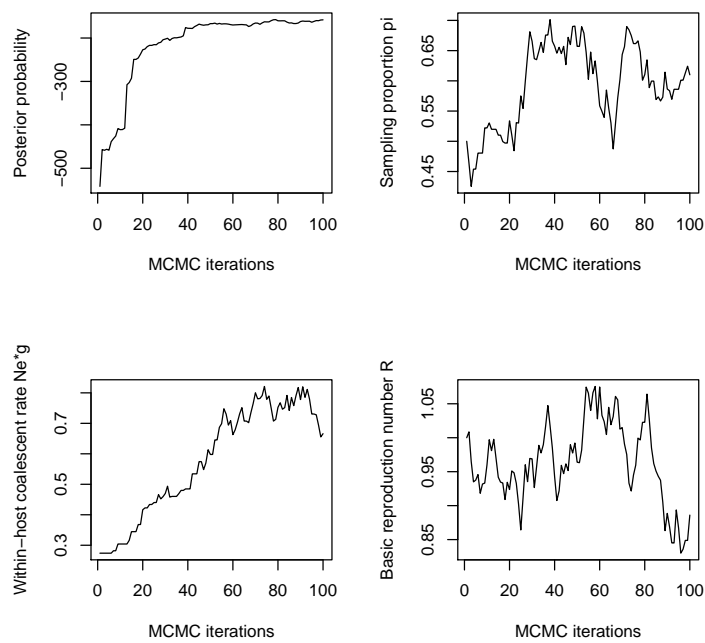 Posterior probability
−300
−500
0 20 40 60 80 100
MCMC iterations
Sampling proportion pi
0.65
0.55
0.45
0 20 40 60 80 100
MCMC iterations
Within−host coalescent rate Ne*g
0.7
0.5
0.3
0 20 40 60 80 100
MCMC iterations
Basic reproduction number R
1.05
0.95
0.85
0 20 40 60 80 100
MCMC iterations